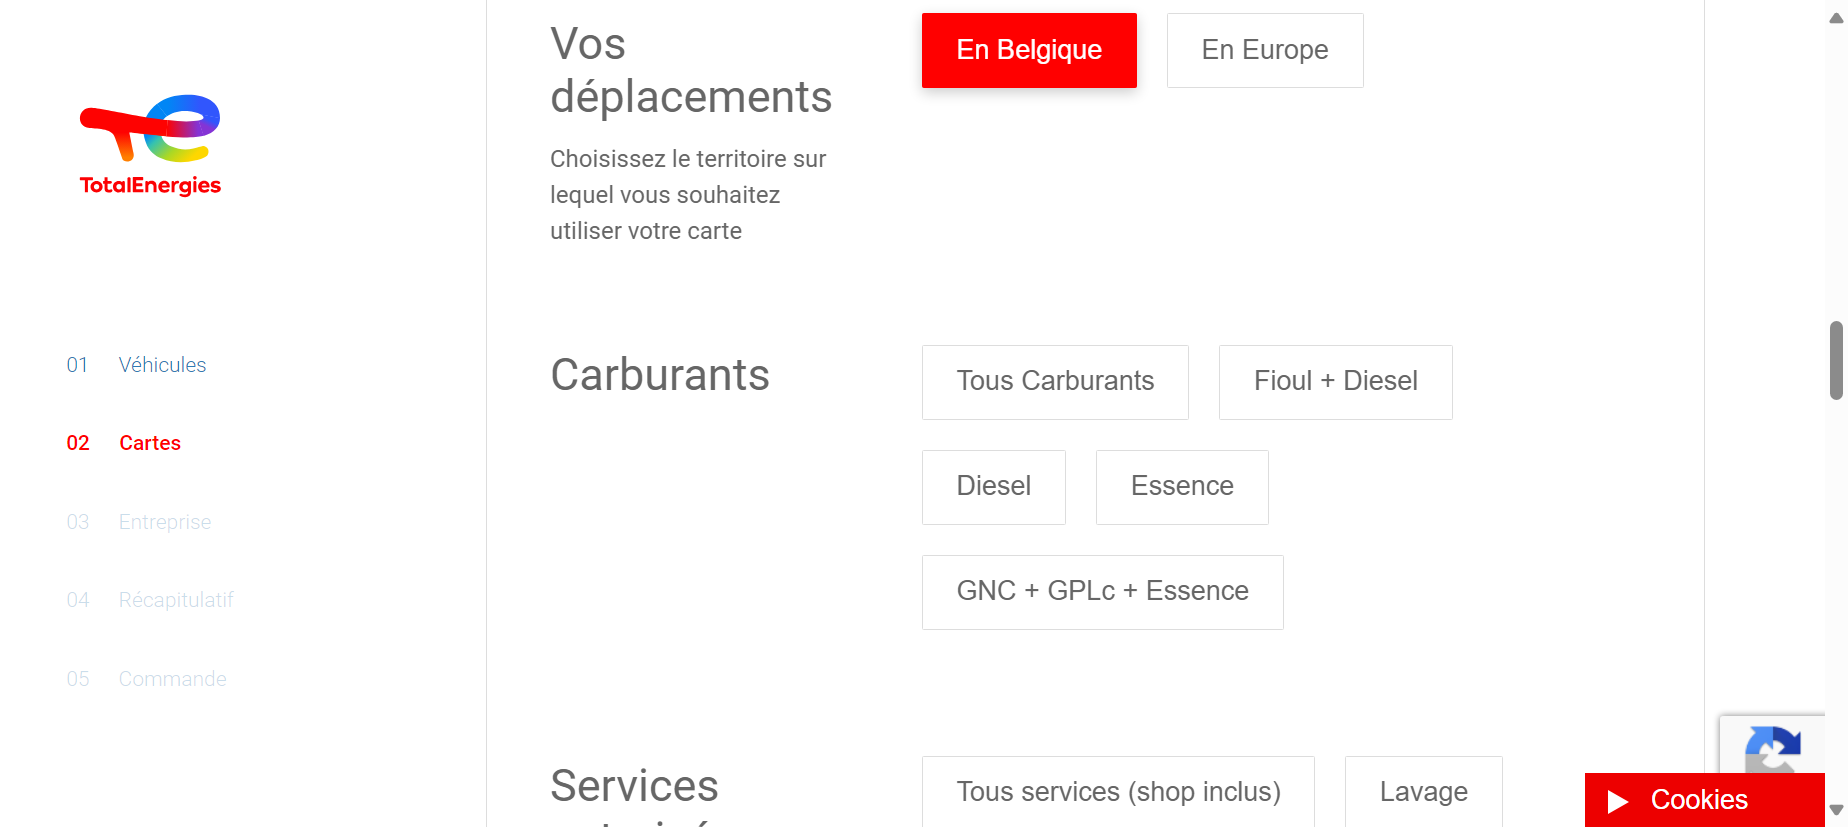 TotalEnergies
01 Véhicules
02 Cartes
03 Entreprise
04 Récapitulatif
05 Commande
Vos
déplacements
Choisissez le territoire sur
lequel vous souhaitez
utiliser votre carte
En Belgique
En Europe
Carburants
Tous Carburants
Fioul + Diesel
Diesel
Essence
GNC + GPLc + Essence
Services
Tous services (shop inclus)
Lavage
Cookies